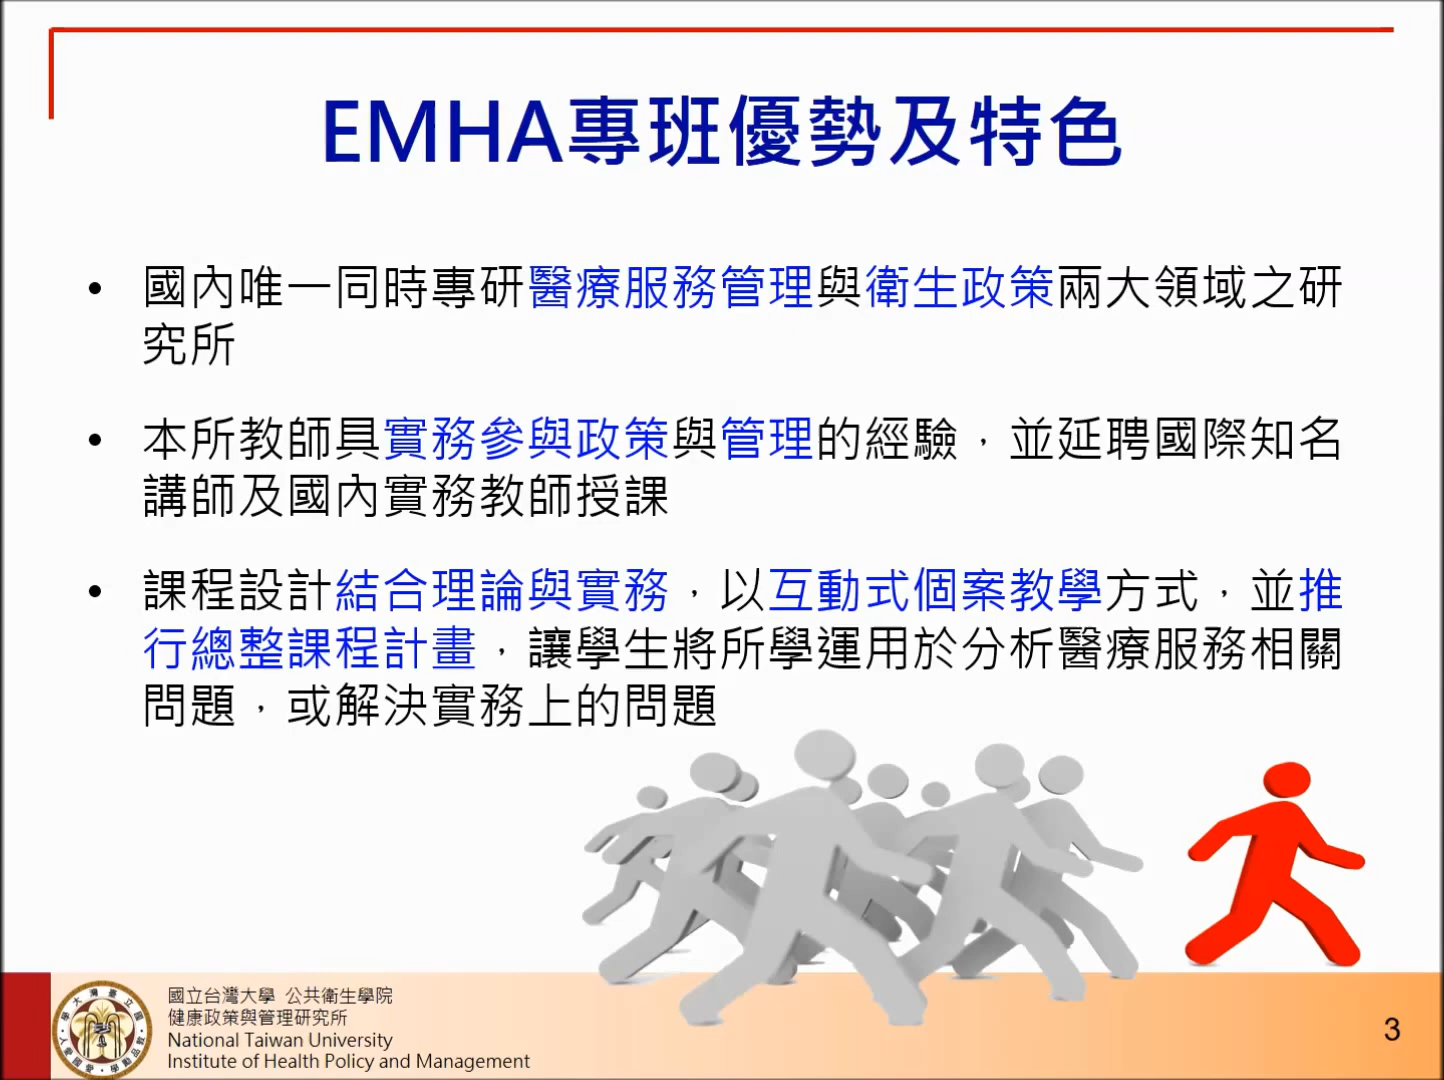 EMHA專班優勢及特色
• 國內唯一同時專研醫療服務管理與衛生政策兩大領域之研
究所
• 本所教師具實務參與政策與管理的經驗，並延聘國際知名
講師及國內實務教師授課
• 課程設計結合理論與實務，以互動式個案教學方式，並推
行總整課程計畫，讓學生將所學運用於分析醫療服務相關
問題，或解決實務上的問題
國立台灣大學 公共衛生學院
健康政策與管理研究所
National Taiwan University
Institute of Health Policy and Management
3